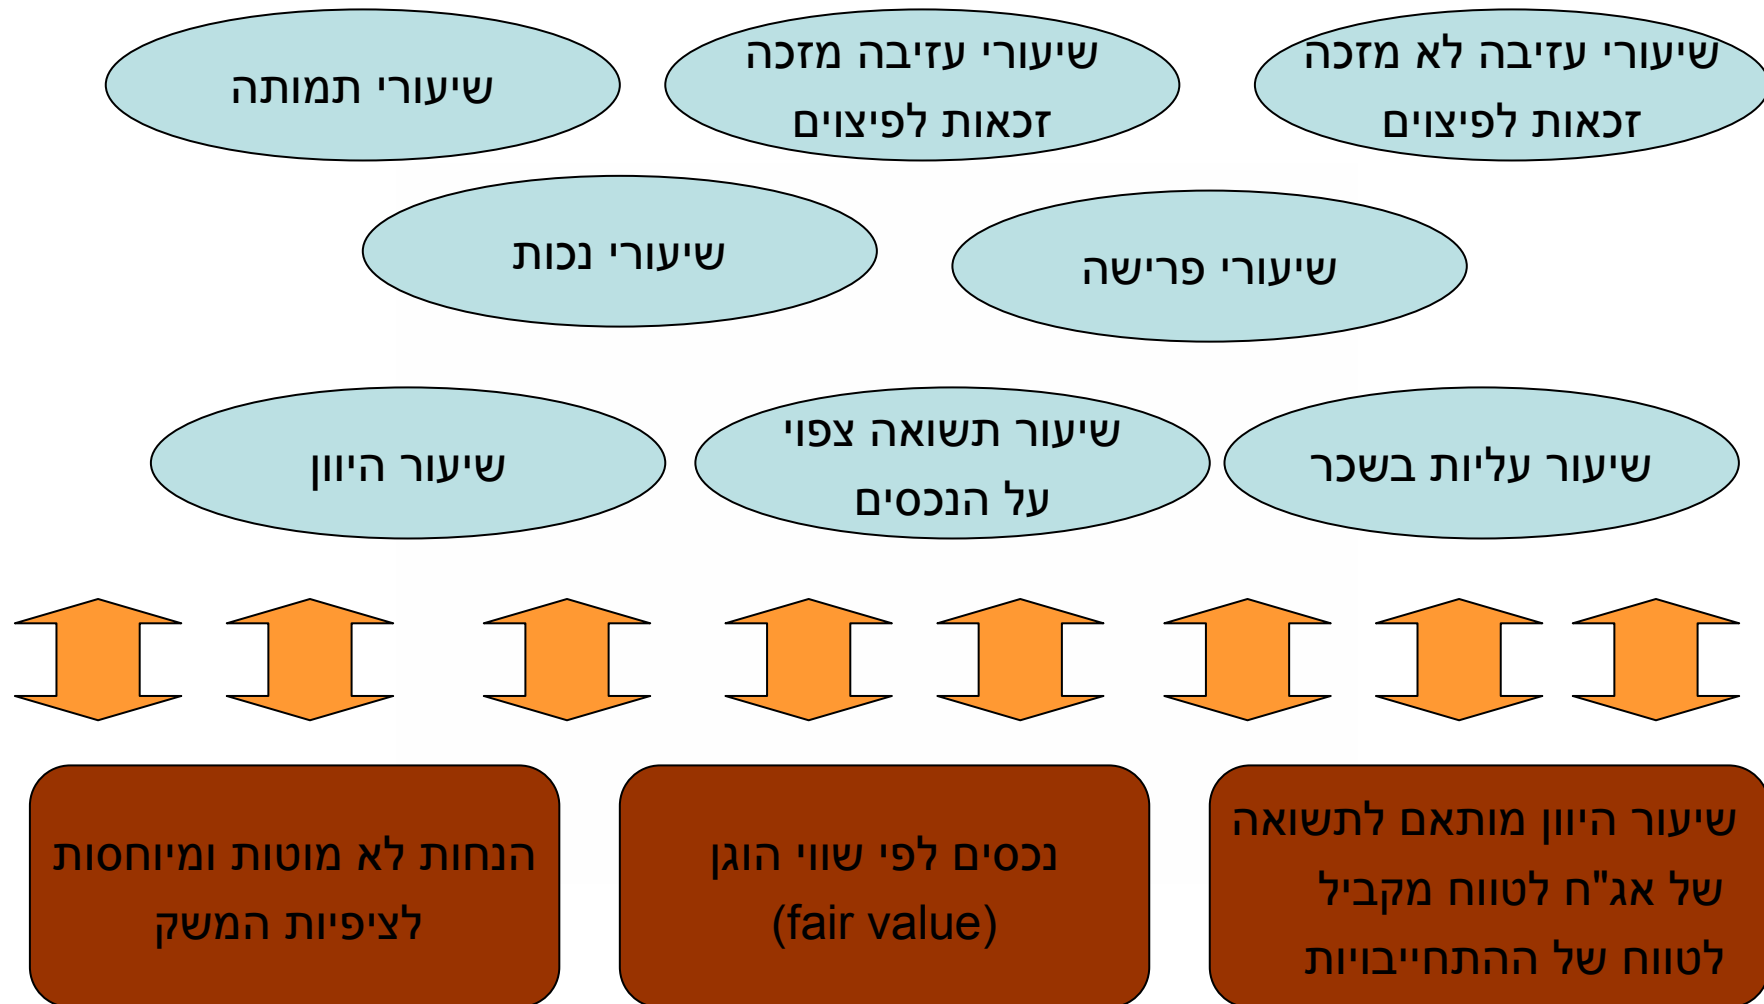 שיעורי עזיבה לא מזכה
זכאות לפיצוים
שיעורי עזיבה מזכה
זכאות לפיצוים
שיעורי תמותה
שיעורי פרישה
שיעורי נכות
שיעור עליות בשכר
שיעור תשואה צפוי
על הנכסים
שיעור היוון
שיעור היוון מותאם לתשואה
של אג"ח לטווח מקביל
לטווח של ההתחייבויות
נכסים לפי שווי הוגן
(fair value)
הנחות לא מוטות ומיוחסות
לציפיות המשק